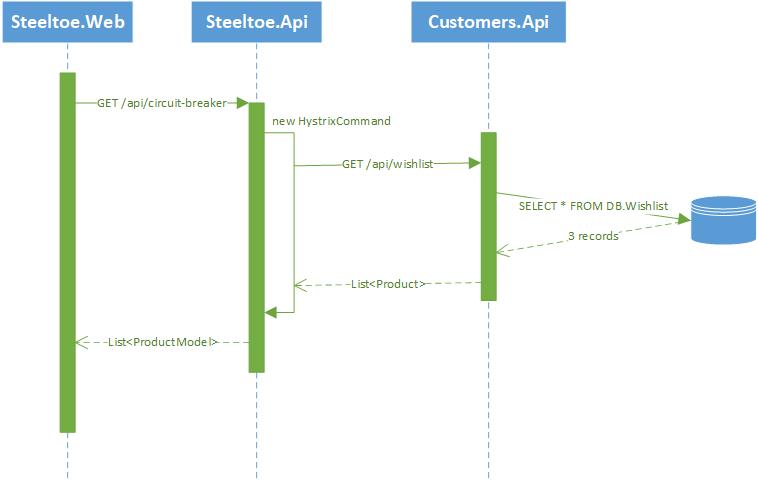 Steeltoe.Web
Steeltoe.Api
Customers.Api
GET /api/circuit-breaker
new HystrixCommand
GET /api/wishlist
SELECT * FROM DB.Wishlist
3 records
List<Product>
List<ProductModel>